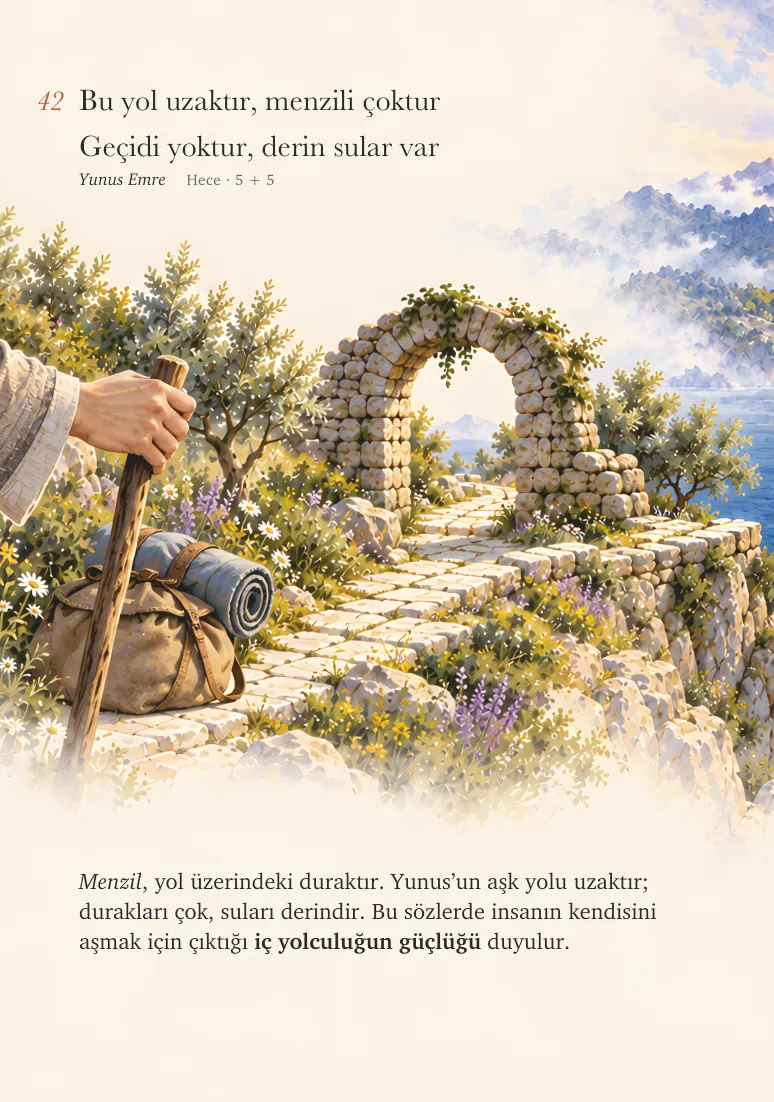 42 Bu yol uzaktır, menzili çoktur
Geçidi yoktur, derin sular var
Yunus Emre Hece · 5 + 5
Menzil, yol üzerindeki duraktır. Yunus’un aşk yolu uzaktır;
durakları çok, suları derindir. Bu sözlerde insanın kendisini
aşmak için çıktığı iç yolculuğun güçlüğü duyulur.